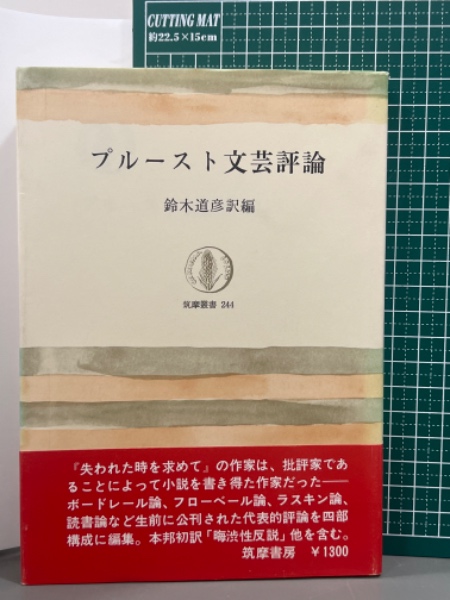 CUTTING MAT
約22.5×15cm
プルースト文芸評論
鈴木道彦訳編
筑摩叢書 244
『失われた時を求めて』の作家は、批評家であ
ることによって小説を書き得た作家だった――
ボードレール論、フローベール論、ラスキン論、
読書論など生前に公刊された代表的評論を四部
構成に編集。本邦初訳「晦渋性反説」他を含む。
筑摩書房 ¥1300